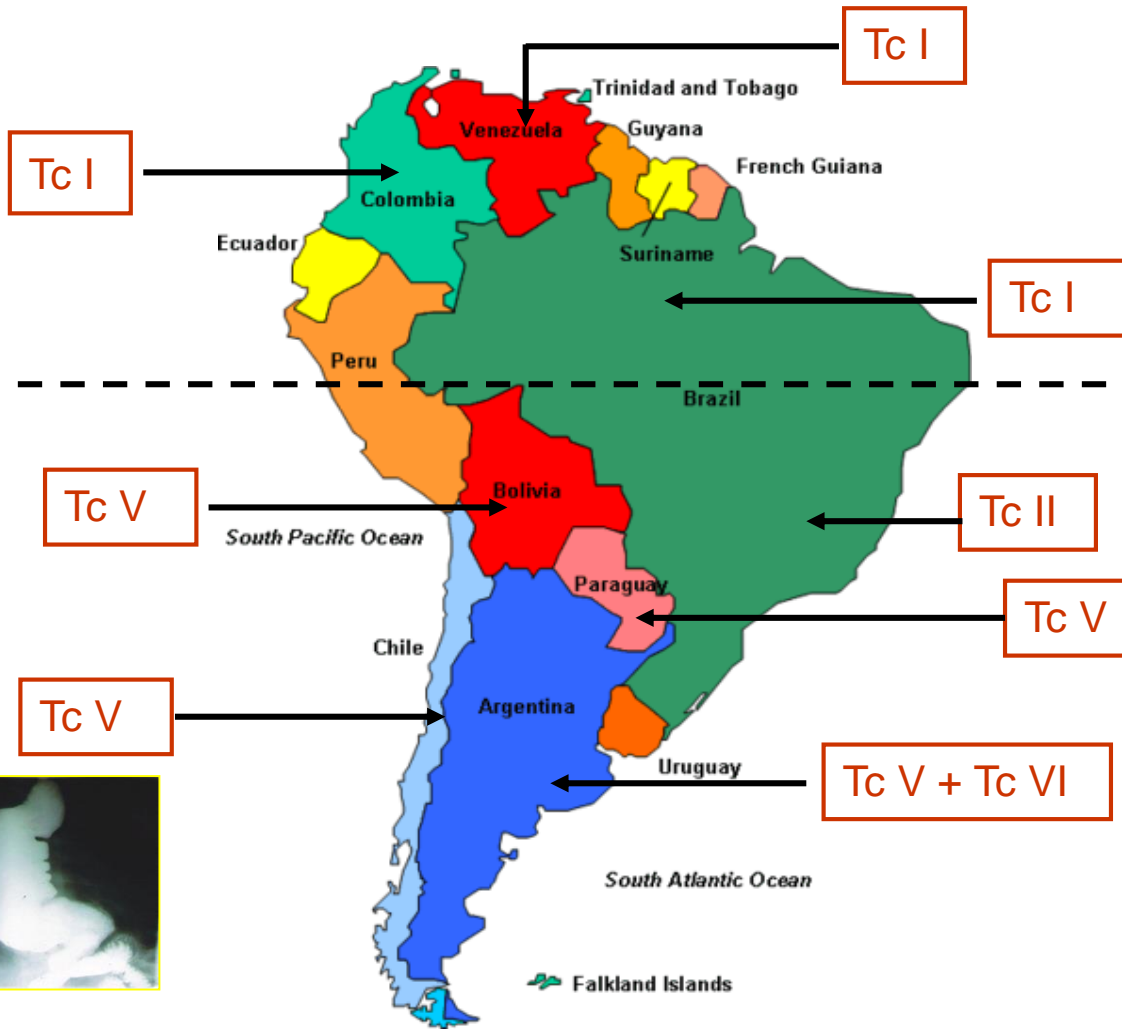 Tc I
Trinidad and Tobago
Venezuela
Guyana
Tc I
French Guiana
Colombia
Ecuador
Suriname
Tc I
Peru
Brazil
Tc V
Bolivia
Tc II
South Pacific Ocean
Paraguay
Tc V
Chile
Tc V
Argentina
Uruguay
Tc V + Tc VI
South Atlantic Ocean
Falkland Islands